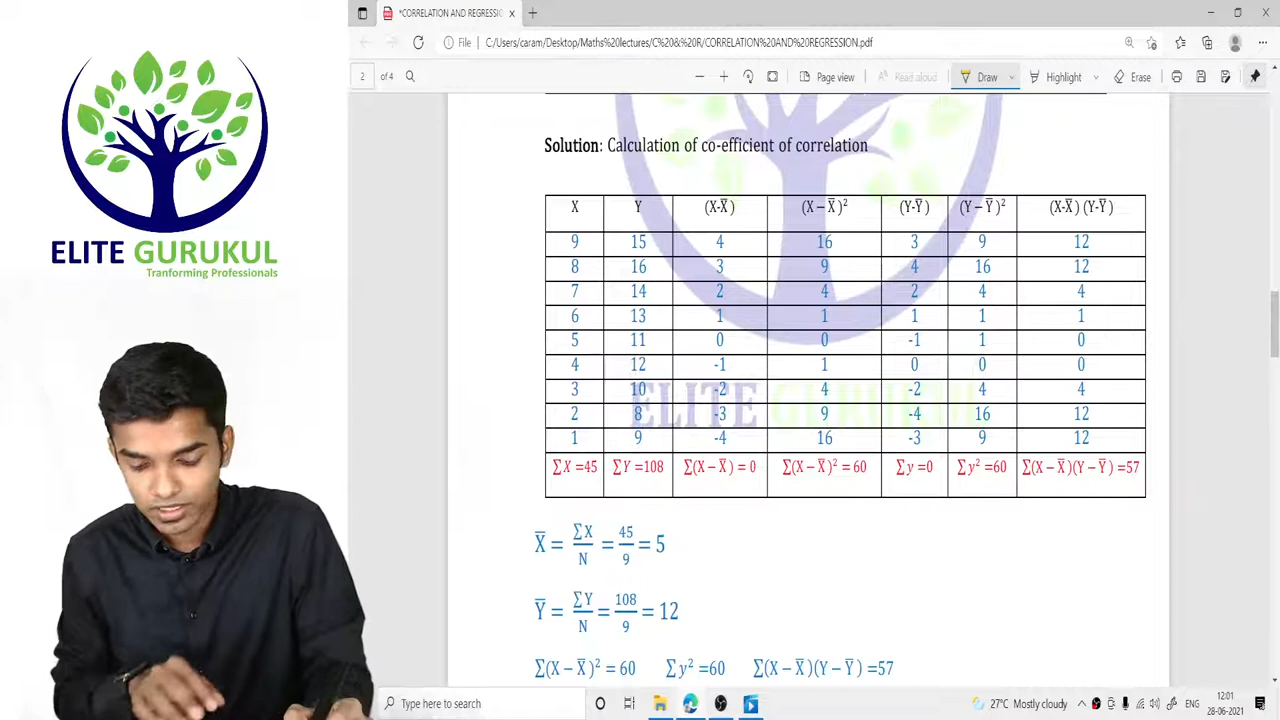 ELITE GURUKUL
Tranforming Professionals
*CORRELATION AND REGRESSIO
File C:/Users/caram/Desktop/Maths%20lectures/C%20&%20R/CORRELATION%20AND%20REGRESSION.pdf
2 of 4 Page view Read aloud Draw Highlight Erase
Solution: Calculation of co-efficient of correlation
X Y (X-X̅) (X – X̅ )² (Y-Y̅) (Y – Y̅ )² (X-X̅) (Y-Y̅)
9 15 4 16 3 9 12
8 16 3 9 4 16 12
7 14 2 4 2 4 4
6 13 1 1 1 1 1
5 11 0 0 -1 1 0
4 12 -1 1 0 0 0
3 10 -2 4 -2 4 4
2 8 -3 9 -4 16 12
1 9 -4 16 -3 9 12
∑X =45 ∑Y =108 ∑(X – X̅) = 0 ∑(X – X̅ )² = 60 ∑y=0 ∑y² =60 ∑(X – X̅ )(Y – Y̅ ) =57
X̅ = ∑X/N = 45/9 = 5
Y̅ = ∑Y/N = 108/9 = 12
∑(X – X̅ )² = 60 ∑y² =60 ∑(X – X̅ )(Y – Y̅ ) =57
Type here to search
27°C Mostly cloudy ENG 12:01
28-06-2021